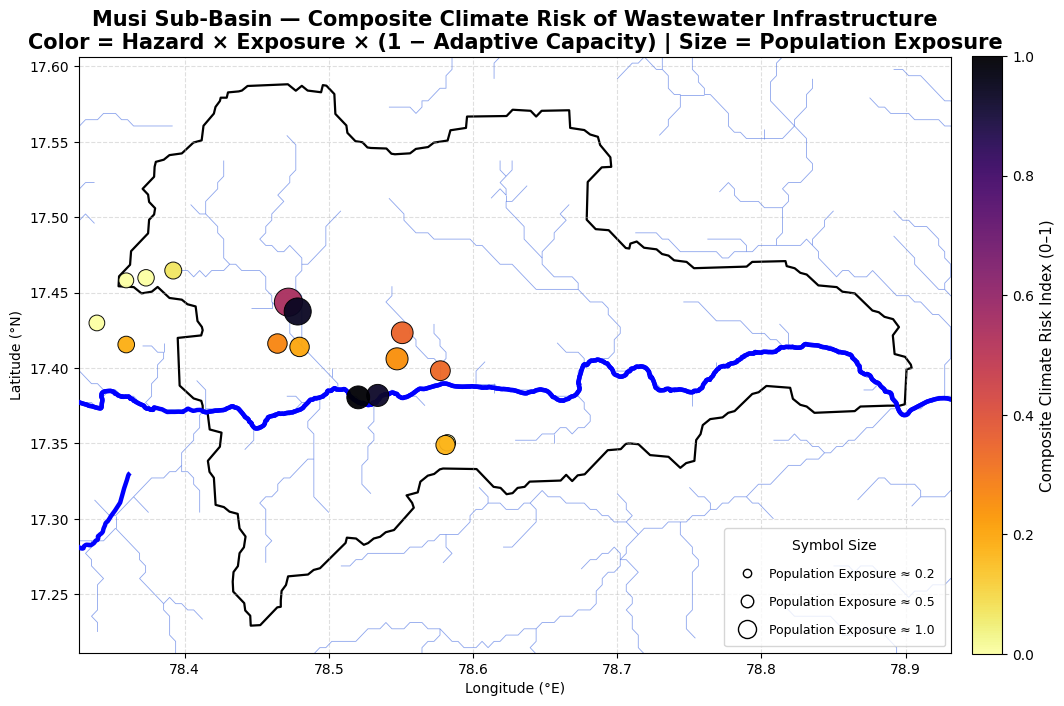 Musi Sub-Basin — Composite Climate Risk of Wastewater Infrastructure
Color = Hazard × Exposure × (1 − Adaptive Capacity) | Size = Population Exposure
17.60
17.55
17.50
17.45
17.40
17.35
17.30
17.25
Latitude (°N)
78.4
78.5
78.6
78.7
78.8
78.9
Longitude (°E)
Symbol Size
Population Exposure ≈ 0.2
Population Exposure ≈ 0.5
Population Exposure ≈ 1.0
1.0
0.8
0.6
0.4
0.2
0.0
Composite Climate Risk Index (0–1)